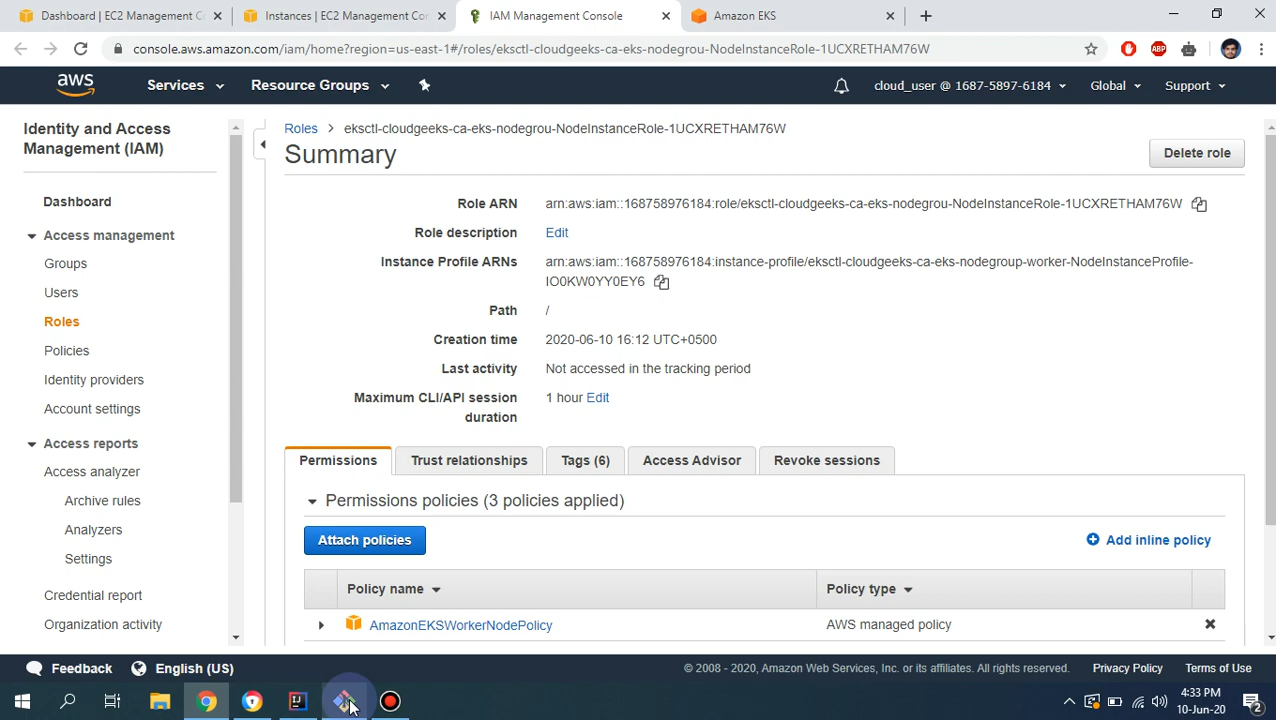 Dashboard | EC2 Management C
Instances | EC2 Management Con
IAM Management Console
Amazon EKS
console.aws.amazon.com/iam/home?region=us-east-1#/roles/eksctl-cloudgeeks-ca-eks-nodegrou-NodeInstanceRole-1UCXRETHAM76W
ABP
aws
Services
Resource Groups
cloud_user @ 1687-5897-6184
Global
Support
Identity and Access
Management (IAM)
Dashboard
Access management
Groups
Users
Roles
Policies
Identity providers
Account settings
Access reports
Access analyzer
Archive rules
Analyzers
Settings
Credential report
Organization activity
Roles
eksctl-cloudgeeks-ca-eks-nodegrou-NodeInstanceRole-1UCXRETHAM76W
Summary
Delete role
Role ARN
arn:aws:iam::168758976184:role/eksctl-cloudgeeks-ca-eks-nodegrou-NodeInstanceRole-1UCXRETHAM76W
Role description
Edit
Instance Profile ARNs
arn:aws:iam::168758976184:instance-profile/eksctl-cloudgeeks-ca-eks-nodegroup-worker-NodeInstanceProfile-
IO0KW0YY0EY6
Path
/
Creation time
2020-06-10 16:12 UTC+0500
Last activity
Not accessed in the tracking period
Maximum CLI/API session
duration
1 hour Edit
Permissions
Trust relationships
Tags (6)
Access Advisor
Revoke sessions
Permissions policies (3 policies applied)
Attach policies
Add inline policy
Policy name
Policy type
AmazonEKSWorkerNodePolicy
AWS managed policy
Feedback
English (US)
© 2008 - 2020, Amazon Web Services, Inc. or its affiliates. All rights reserved.
Privacy Policy
Terms of Use
4:33 PM
10-Jun-20
2